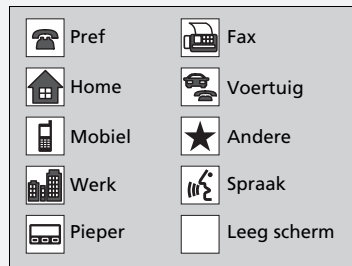 Pref
Fax
Home
Voertuig
Mobiel
Andere
Werk
Spraak
Pieper
Leeg scherm